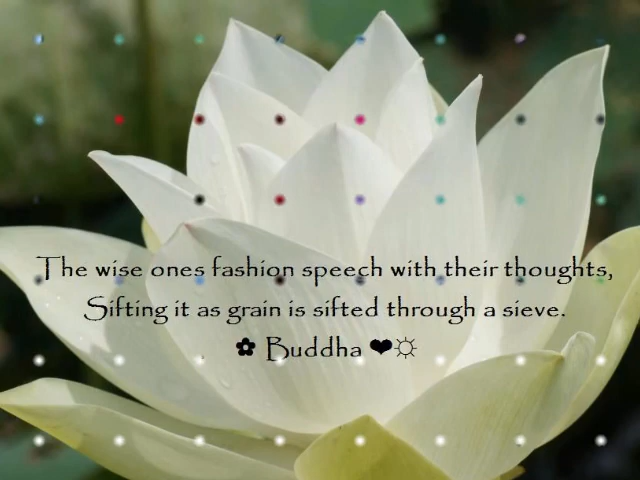 The wise ones fashion speech with their thoughts,
Sifting it as grain is sifted through a sieve.
✿ Buddha ❤☼